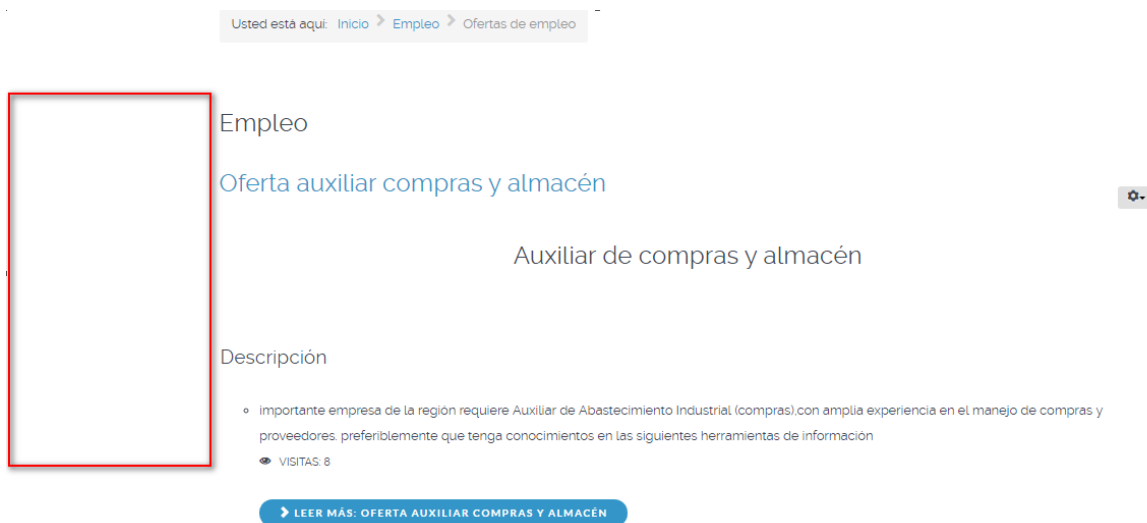 Usted está aquí: Inicio Empleo Ofertas de empleo
Empleo
Oferta auxiliar compras y almacén
Auxiliar de compras y almacén
Descripción
importante empresa de la región requiere Auxiliar de Abastecimiento Industrial (compras),con amplia experiencia en el manejo de compras y
proveedores. preferiblemente que tenga conocimientos en las siguientes herramientas de información
VISITAS: 8
LEER MÁS: OFERTA AUXILIAR COMPRAS Y ALMACÉN